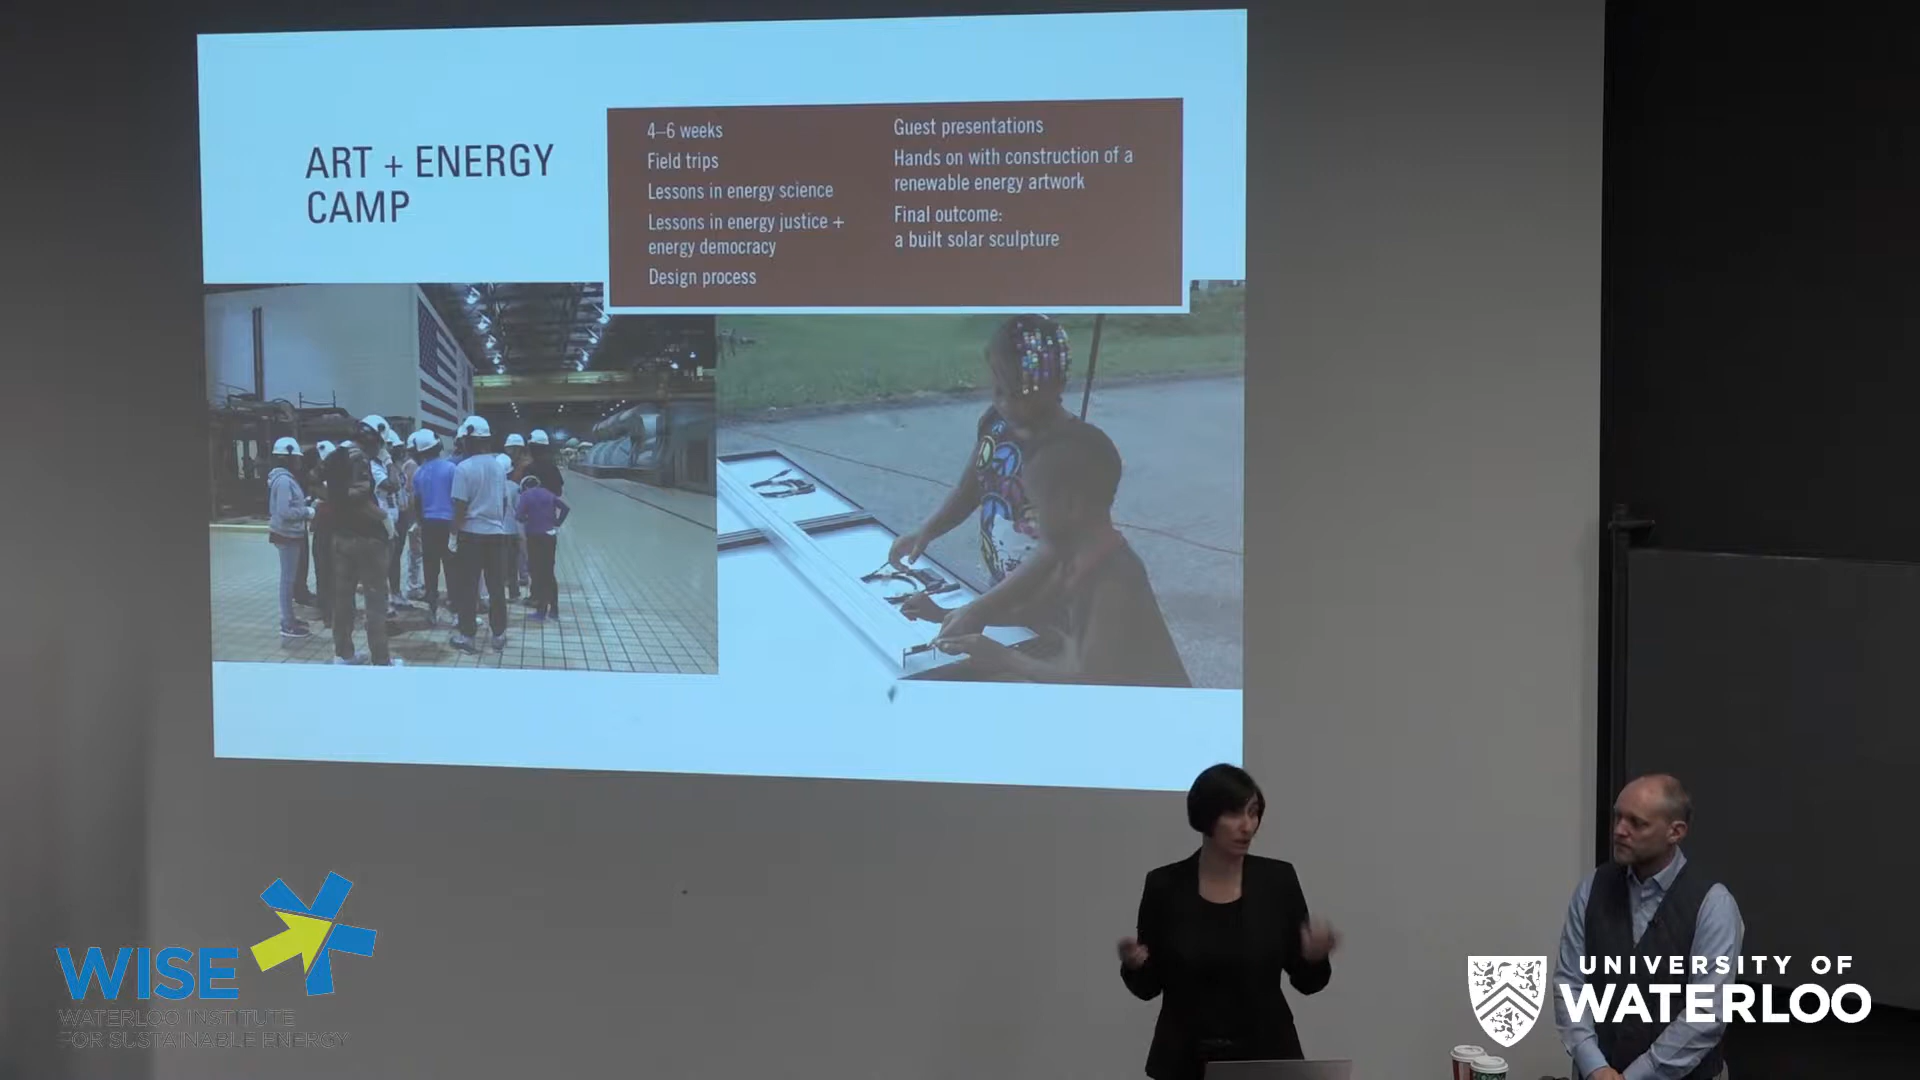 ART + ENERGY
CAMP
4–6 weeks
Field trips
Lessons in energy science
Lessons in energy justice +
energy democracy
Design process
Guest presentations
Hands on with construction of a
renewable energy artwork
Final outcome:
a built solar sculpture
WISE
WATERLOO INSTITUTE
FOR SUSTAINABLE ENERGY
UNIVERSITY OF
WATERLOO